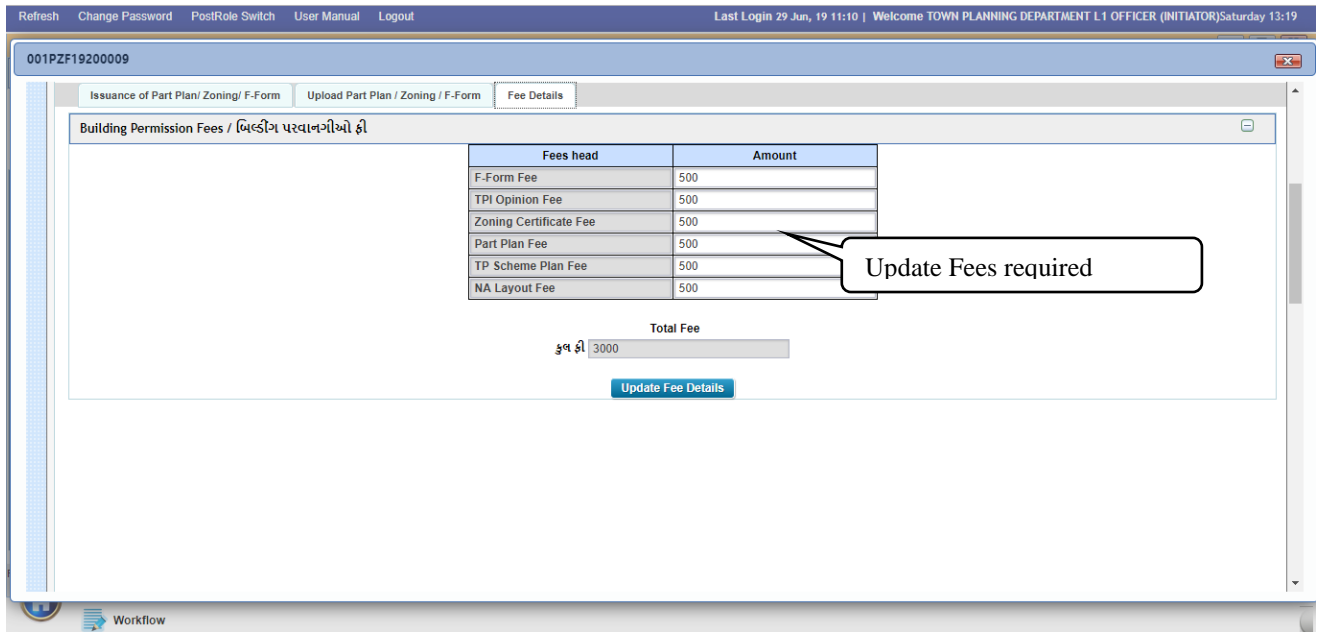 Refresh Change Password PostRole Switch User Manual Logout Last Login 29 Jun, 19 11:10 | Welcome TOWN PLANNING DEPARTMENT L1 OFFICER (INITIATOR)Saturday 13:19
001PZF19200009
Issuance of Part Plan/ Zoning/ F-Form Upload Part Plan / Zoning / F-Form Fee Details
Building Permission Fees / બિલ્ડીંગ પરવાનગીઓ ફી
Fees head Amount
F-Form Fee 500
TPI Opinion Fee 500
Zoning Certificate Fee 500
Part Plan Fee 500
TP Scheme Plan Fee 500
NA Layout Fee 500
Update Fees required
Total Fee
કુલ ફી 3000
Update Fee Details
Workflow